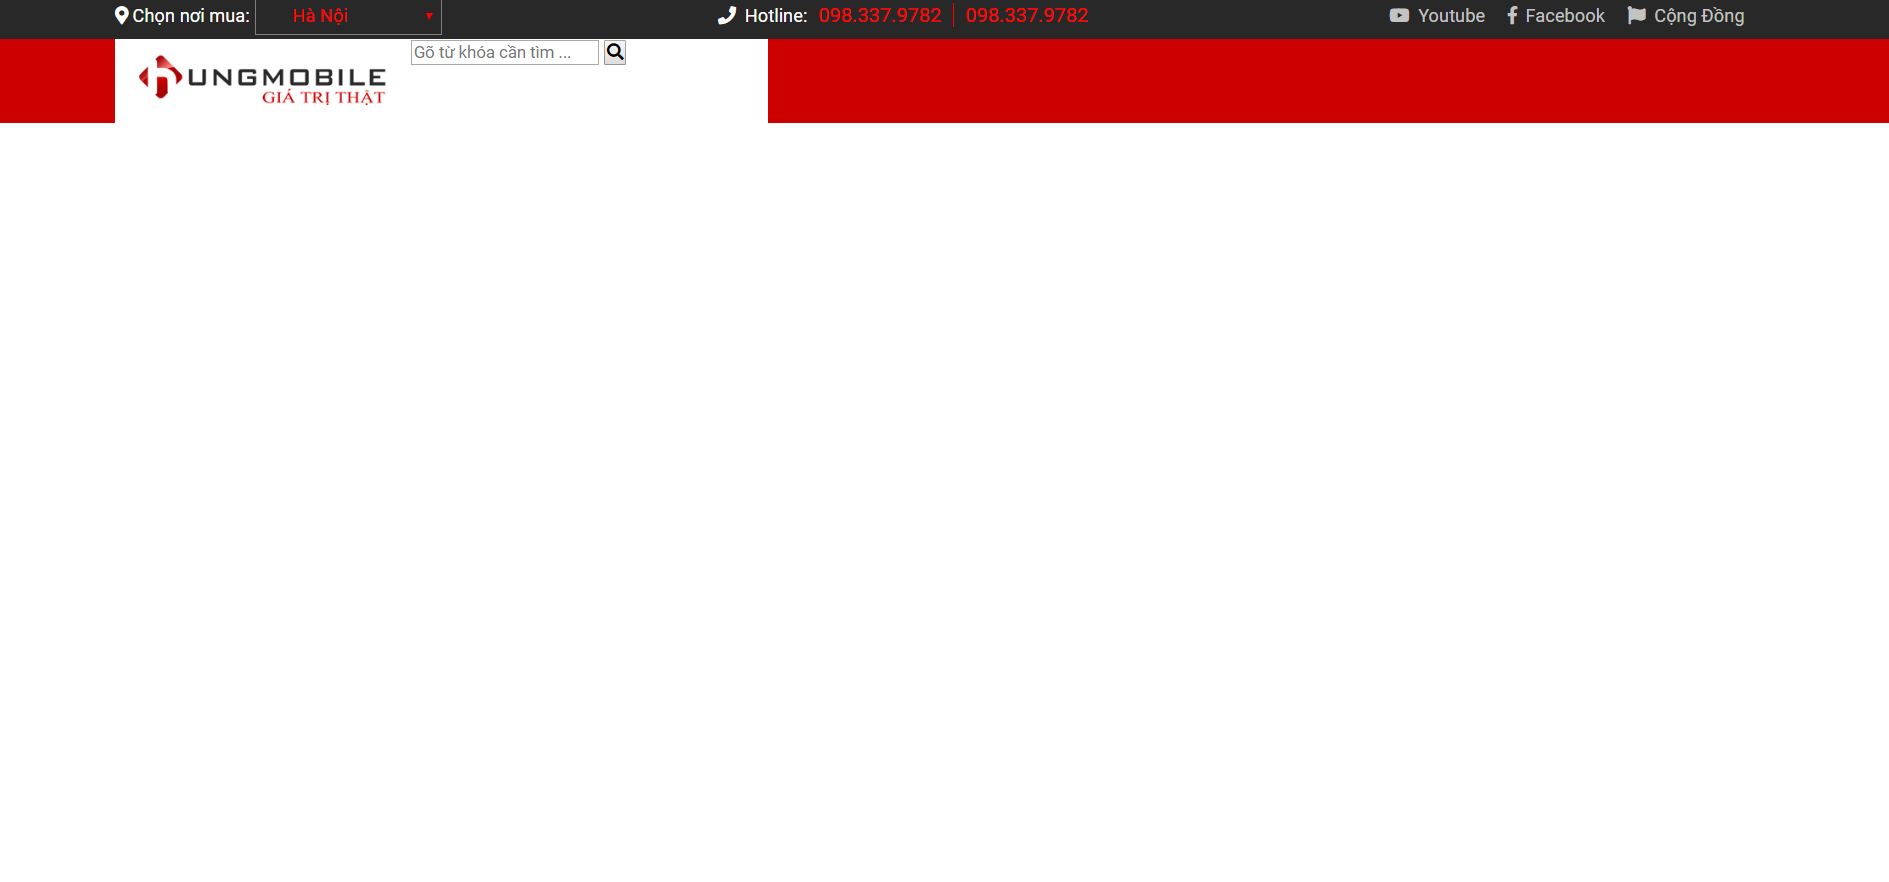 Chọn nơi mua: Hà Nội ▾ Hotline: 098.337.9782 098.337.9782 Youtube Facebook Cộng Đồng
hUNGMOBILE Gõ từ khóa cần tìm ...
GIÁ TRỊ THẬT